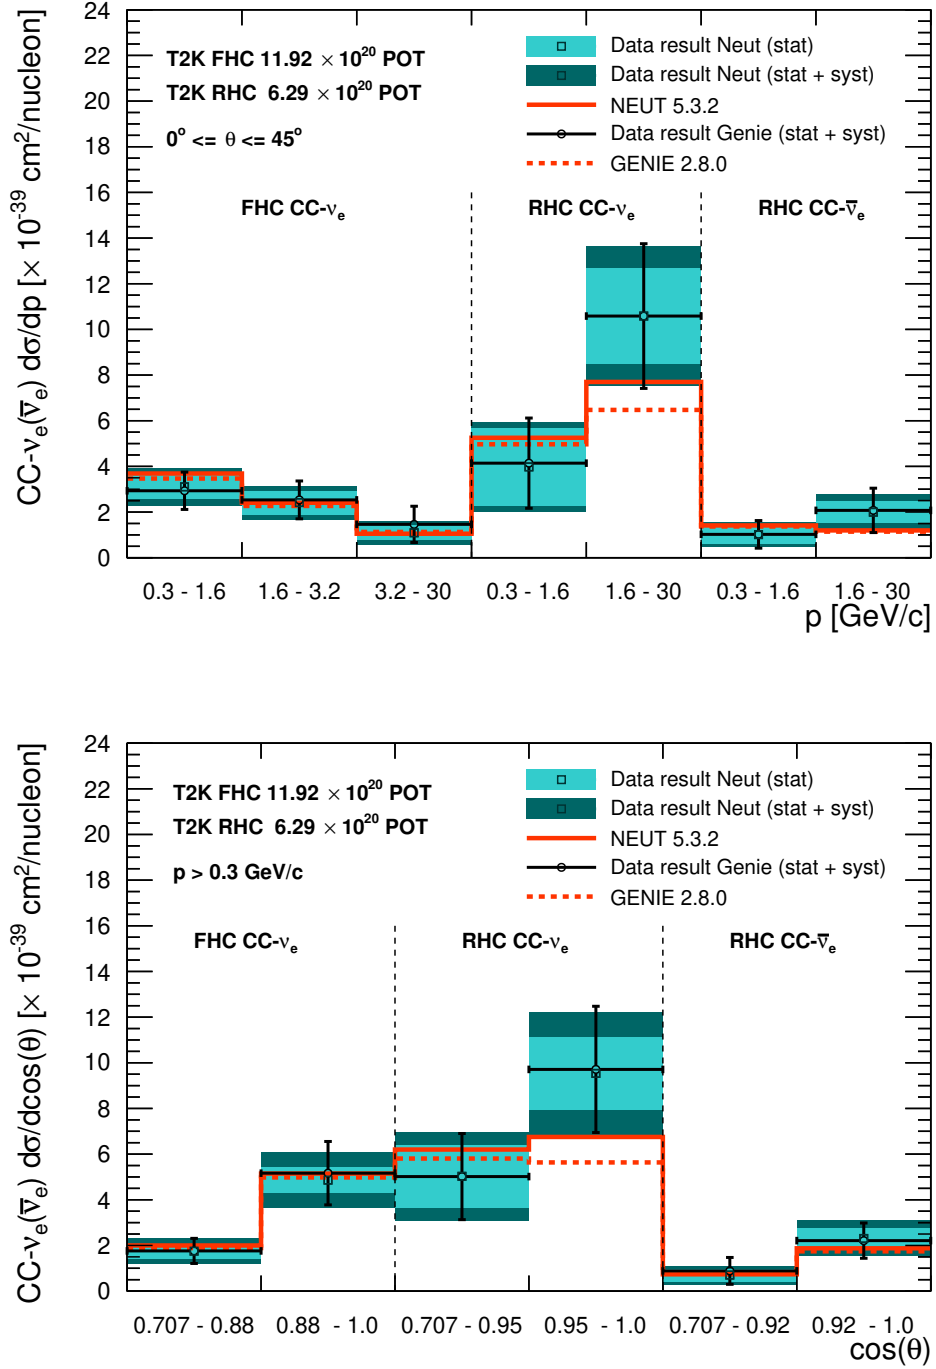 24
22
20
18
16
14
12
10
8
6
4
2
0
CC-νe(ν̅e) dσ/dp [× 10⁻³⁹ cm²/nucleon]
T2K FHC 11.92 × 10²⁰ POT
T2K RHC 6.29 × 10²⁰ POT
0° <= θ <= 45°
Data result Neut (stat)
Data result Neut (stat + syst)
NEUT 5.3.2
Data result Genie (stat + syst)
GENIE 2.8.0
FHC CC-νe
RHC CC-νe
RHC CC-ν̅e
0.3 - 1.6 1.6 - 3.2 3.2 - 30 0.3 - 1.6 1.6 - 30 0.3 - 1.6 1.6 - 30
p [GeV/c]
24
22
20
18
16
14
12
10
8
6
4
2
0
CC-νe(ν̅e) dσ/dcos(θ) [× 10⁻³⁹ cm²/nucleon]
T2K FHC 11.92 × 10²⁰ POT
T2K RHC 6.29 × 10²⁰ POT
p > 0.3 GeV/c
Data result Neut (stat)
Data result Neut (stat + syst)
NEUT 5.3.2
Data result Genie (stat + syst)
GENIE 2.8.0
FHC CC-νe
RHC CC-νe
RHC CC-ν̅e
0.707 - 0.88 0.88 - 1.0 0.707 - 0.95 0.95 - 1.0 0.707 - 0.92 0.92 - 1.0
cos(θ)